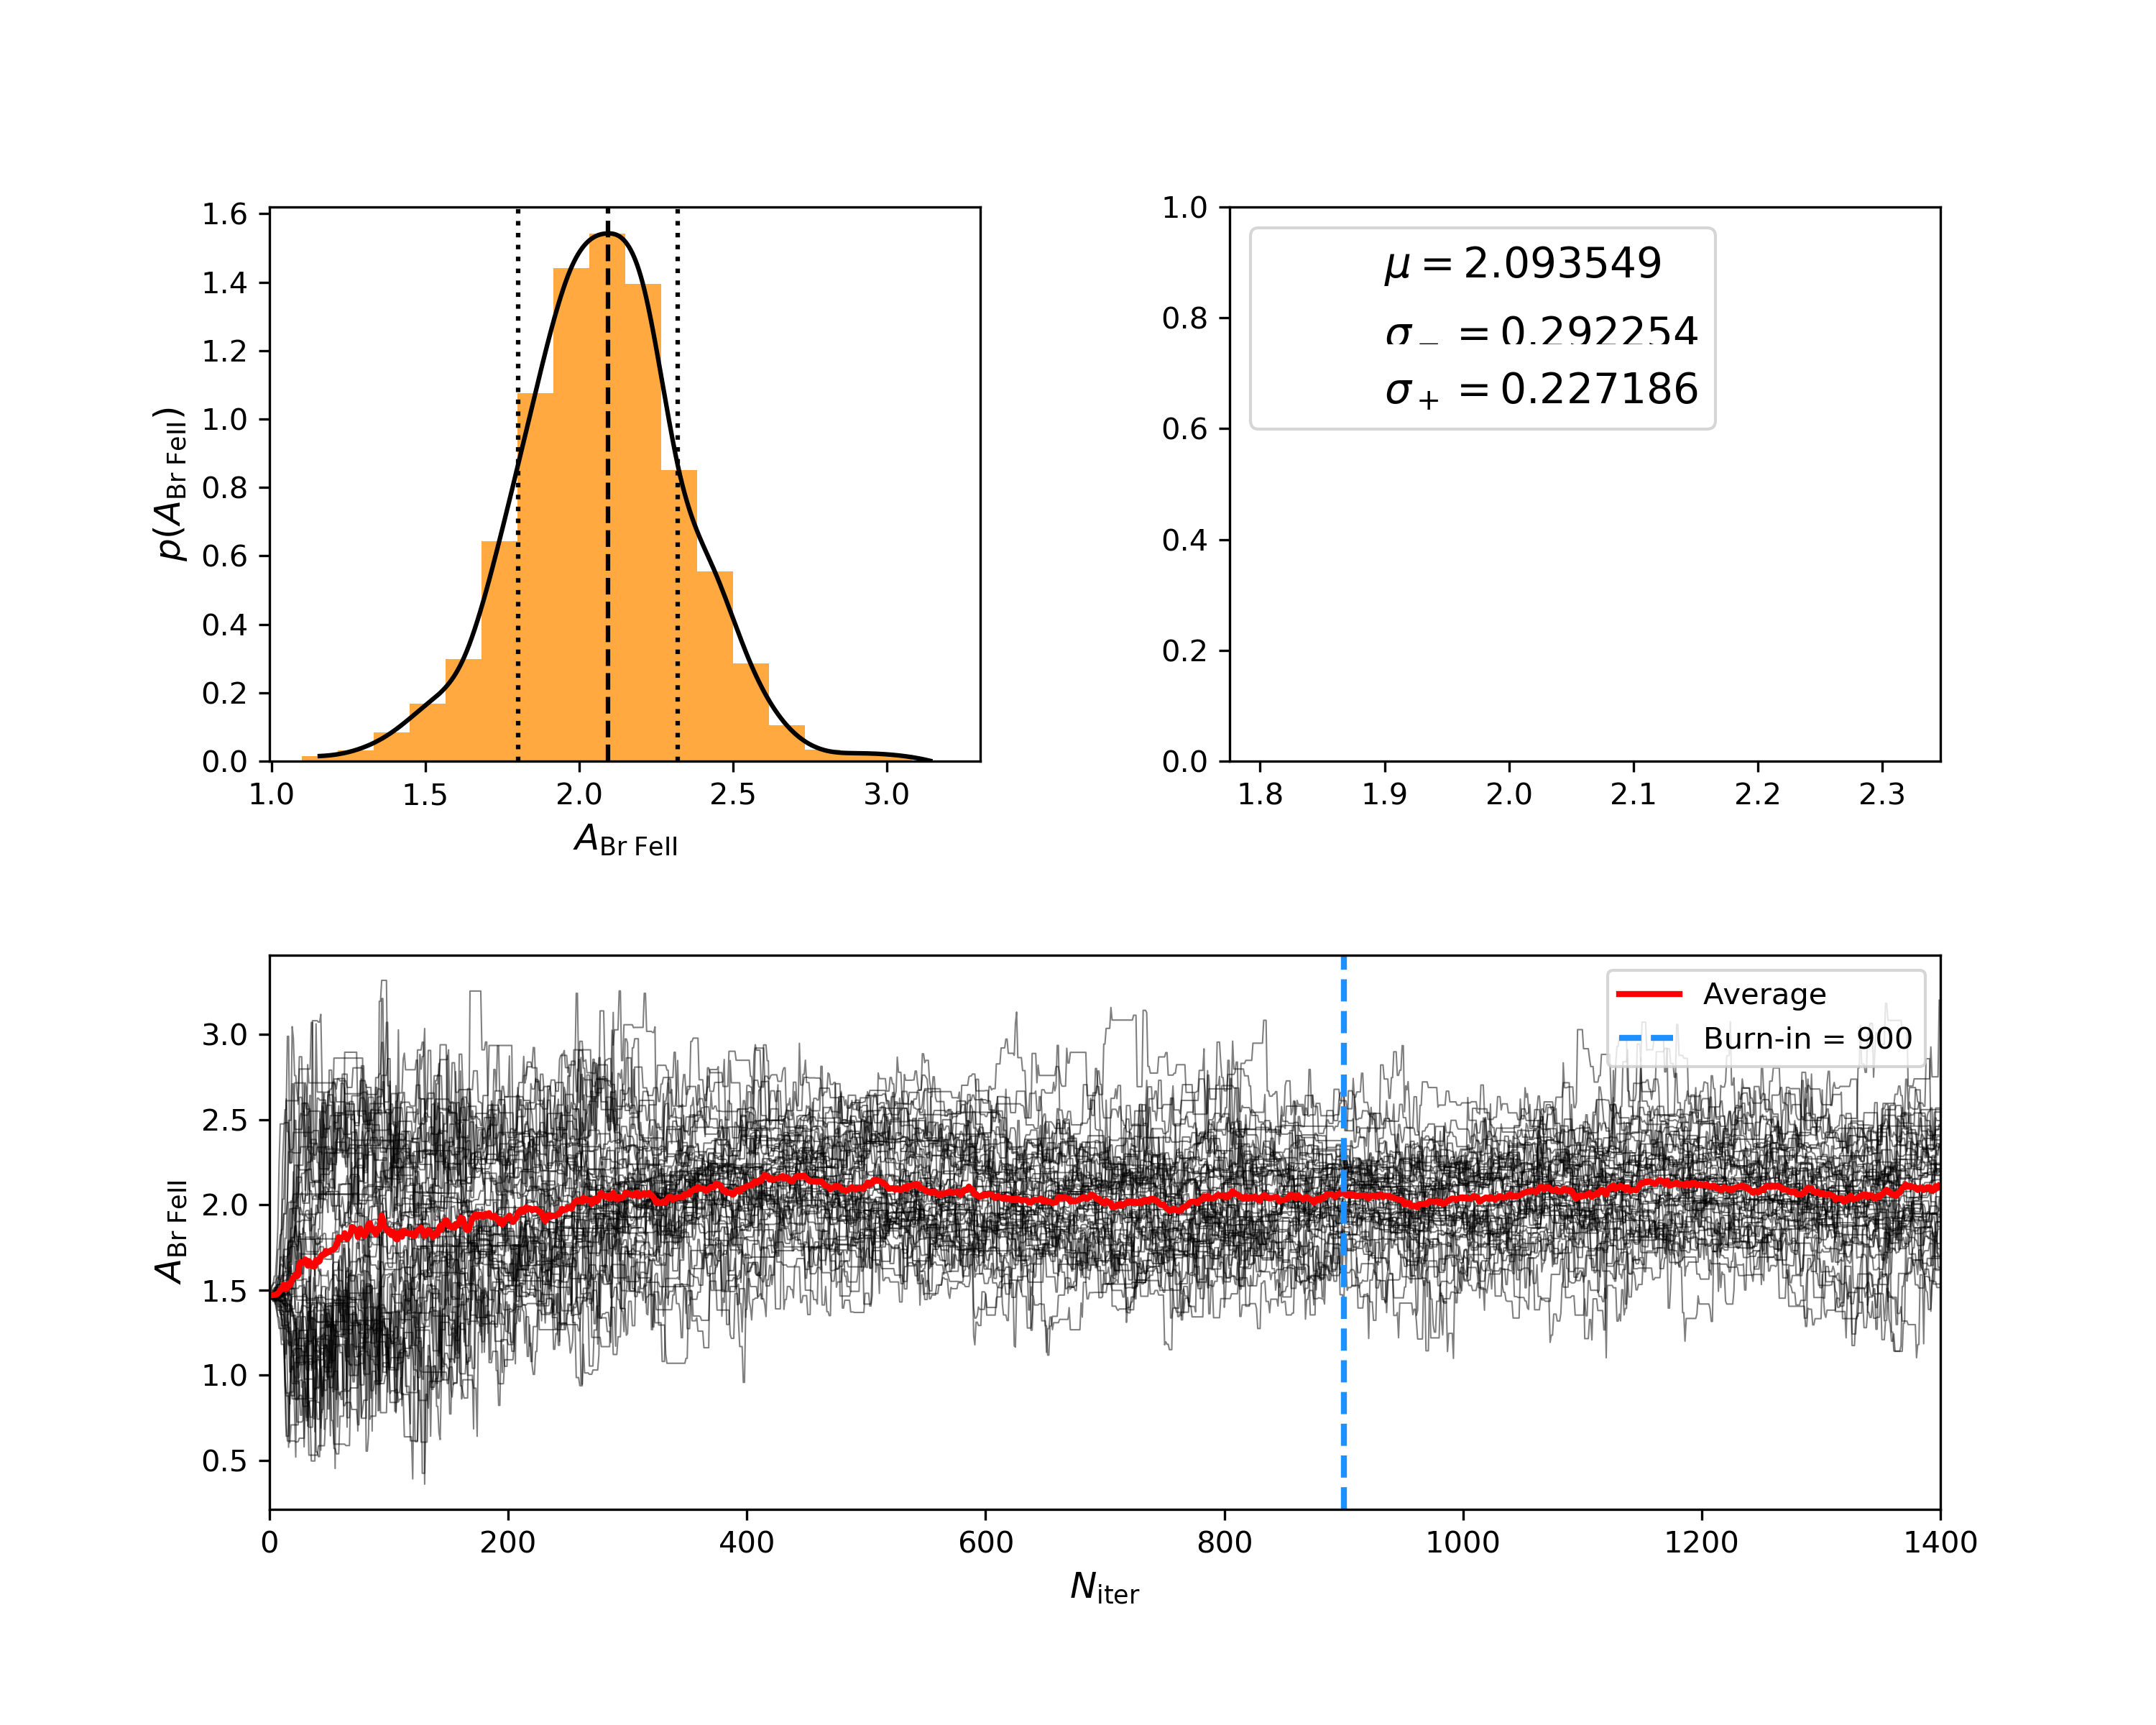 1.6
1.4
1.2
1.0
0.8
0.6
0.4
0.2
0.0
p(A_Br FeII)
1.0 1.5 2.0 2.5 3.0
A_Br FeII
1.0
0.8
0.6
0.4
0.2
0.0
μ = 2.093549
σ_− = 0.292254
σ_+ = 0.227186
1.8 1.9 2.0 2.1 2.2 2.3
3.0
2.5
2.0
1.5
1.0
0.5
A_Br FeII
Average
Burn-in = 900
0 200 400 600 800 1000 1200 1400
N_iter